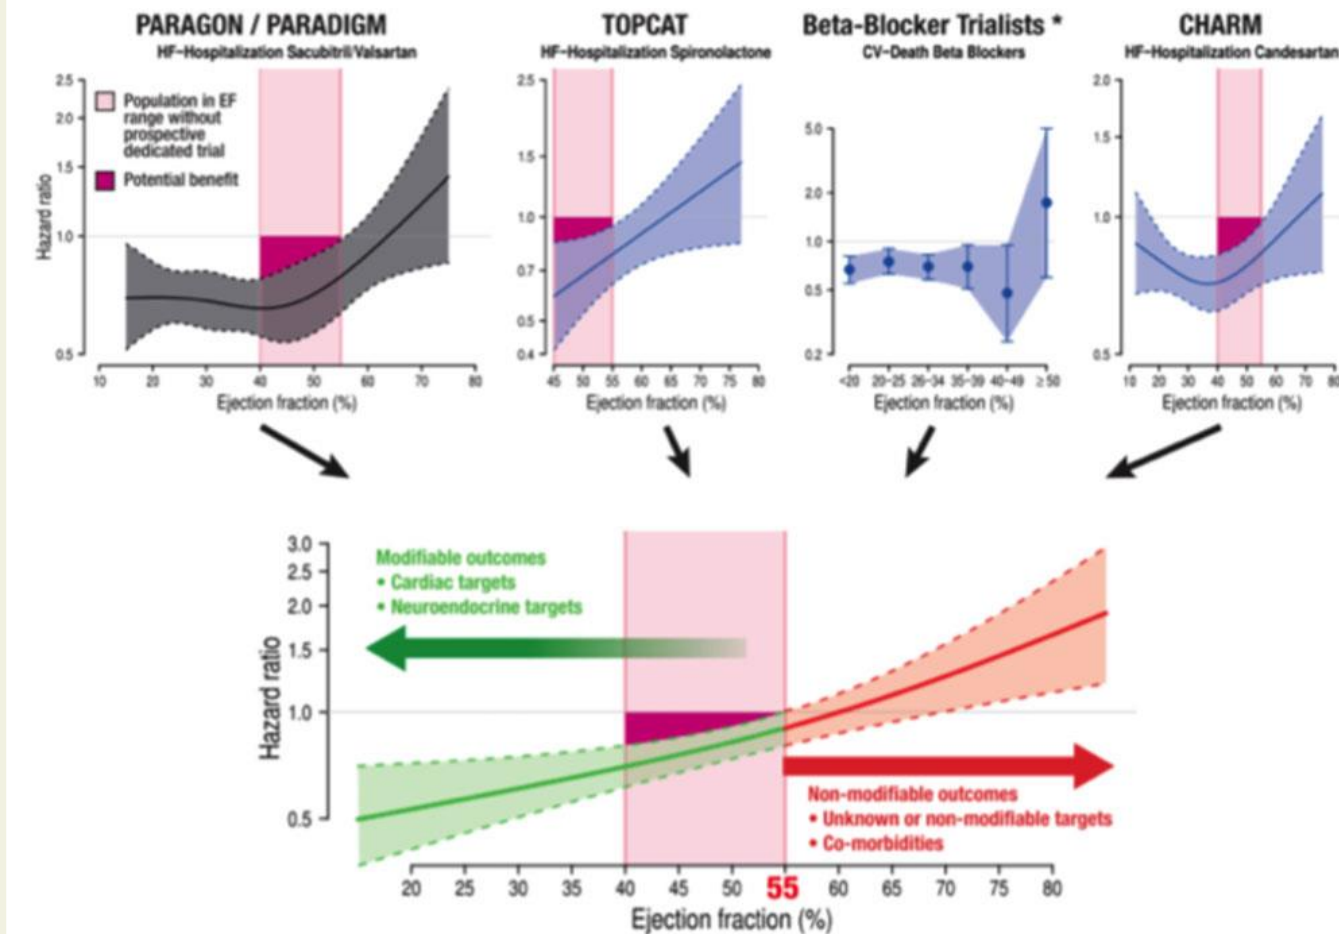 PARAGON / PARADIGM
HF-Hospitalization Sacubitril/Valsartan
2.5
2.0
1.5
1.0
0.5
Hazard ratio
Population in EF
range without
prospective
dedicated trial
Potential benefit
10 20 30 40 50 60 70 80
Ejection fraction (%)
TOPCAT
HF-Hospitalization Spironolactone
2.5
1.5
1.0
0.7
0.5
0.4
45 50 55 60 65 70 75 80
Ejection fraction (%)
Beta-Blocker Trialists *
CV-Death Beta Blockers
5.0
2.0
1.0
0.5
0.2
<20 20-25 26-34 35-39 40-49 ≥50
Ejection fraction (%)
CHARM
HF-Hospitalization Candesartan
2.0
1.5
1.0
0.5
10 20 30 40 50 60 70 80
Ejection fraction (%)
3.0
2.5
2.0
1.5
1.0
0.5
Hazard ratio
Modifiable outcomes
• Cardiac targets
• Neuroendocrine targets
Non-modifiable outcomes
• Unknown or non-modifiable targets
• Co-morbidities
20 25 30 35 40 45 50 55 60 65 70 75 80
Ejection fraction (%)